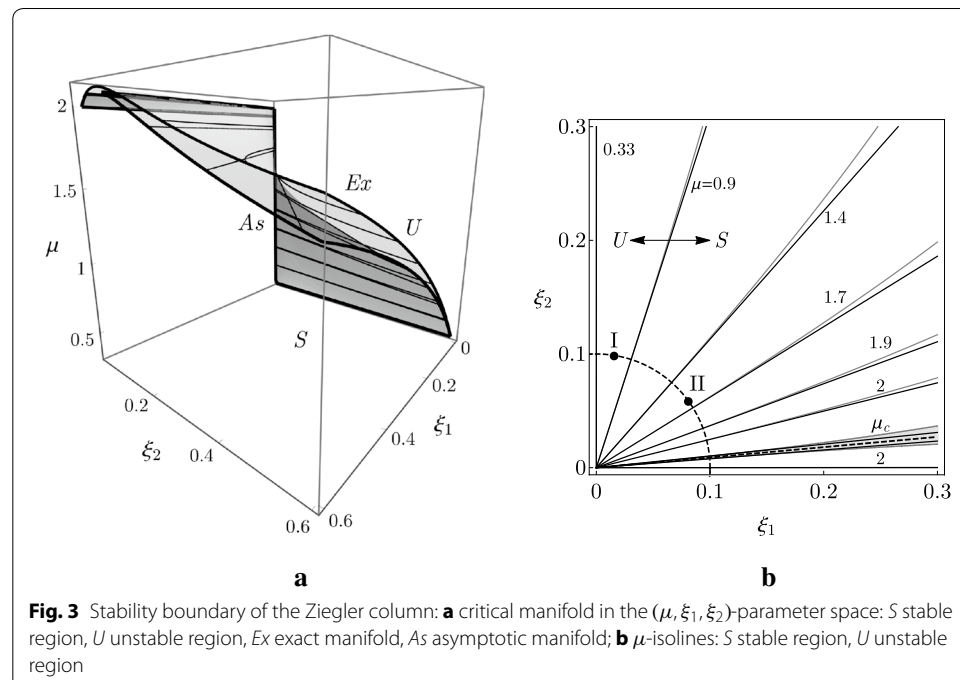 2
1.5
μ
1
0.5
0.2
ξ2
0.4
0.6
0.6
0.4
ξ1
0.2
0
Ex
U
As
S
a
0.3
0.2
ξ2
0.1
0
0.33
μ=0.9
1.4
U
S
1.7
I
1.9
II
2
μc
2
0
0.1
0.2
0.3
ξ1
b
Fig. 3 Stability boundary of the Ziegler column: a critical manifold in the (μ, ξ1, ξ2)-parameter space: S stable
region, U unstable region, Ex exact manifold, As asymptotic manifold; b μ-isolines: S stable region, U unstable
region